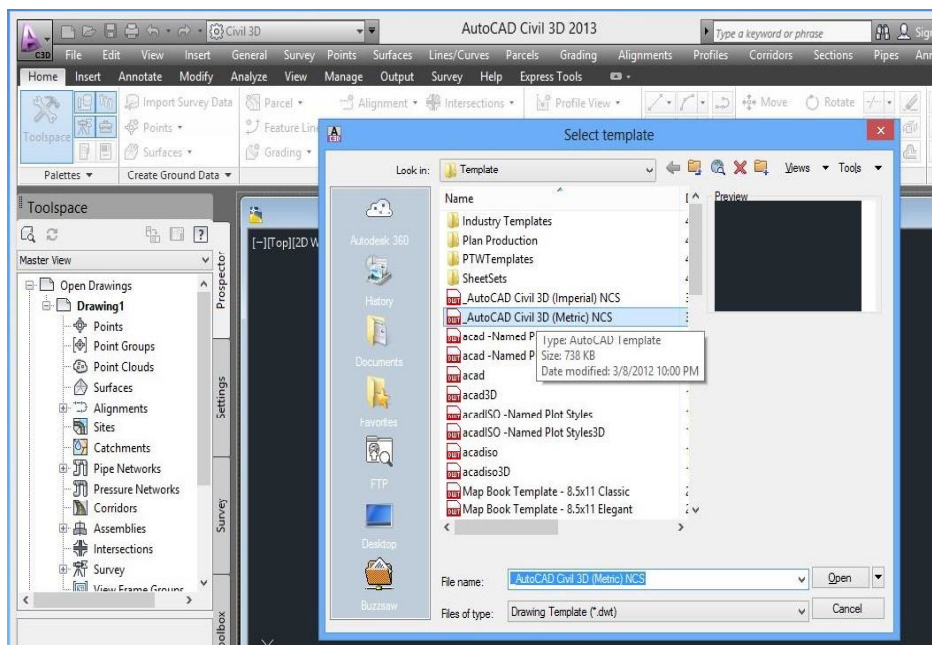 Civil 3D
AutoCAD Civil 3D 2013
Type a keyword or phrase
Sign
C3D
File Edit View Insert General Survey Points Surfaces Lines/Curves Parcels Grading Alignments Profiles Corridors Sections Pipes
Home Insert Annotate Modify Analyze View Manage Output Survey Help Express Tools
Import Survey Data Parcel Alignment Intersections Profile View Move Rotate
Toolspace
Points Feature Line
Surfaces Grading
Palettes Create Ground Data
Select template
Look in: Template Views Tools
Toolspace
Master View
Open Drawings
Drawing1
Points
Point Groups
Point Clouds
Surfaces
Alignments
Sites
Catchments
Pipe Networks
Pressure Networks
Corridors
Assemblies
Intersections
Survey
View Frame Groups
Prospector
Settings
Survey
[-][Top][2D W
Autodesk 360
History
Documents
Favorites
FTP
Desktop
Buzzsaw
Name
Industry Templates
Plan Production
PTWTemplates
SheetSets
_AutoCAD Civil 3D (Imperial) NCS
_AutoCAD Civil 3D (Metric) NCS
acad -Named P
acad -Named P
acad
acad3D
acadISO -Named Plot Styles
acadISO -Named Plot Styles3D
acadiso
acadiso3D
Map Book Template - 8.5x11 Classic
Map Book Template - 8.5x11 Elegant
Type: AutoCAD Template
Size: 738 KB
Date modified: 3/8/2012 10:00 PM
Preview
File name: _AutoCAD Civil 3D (Metric) NCS Open
Files of type: Drawing Template (*.dwt) Cancel